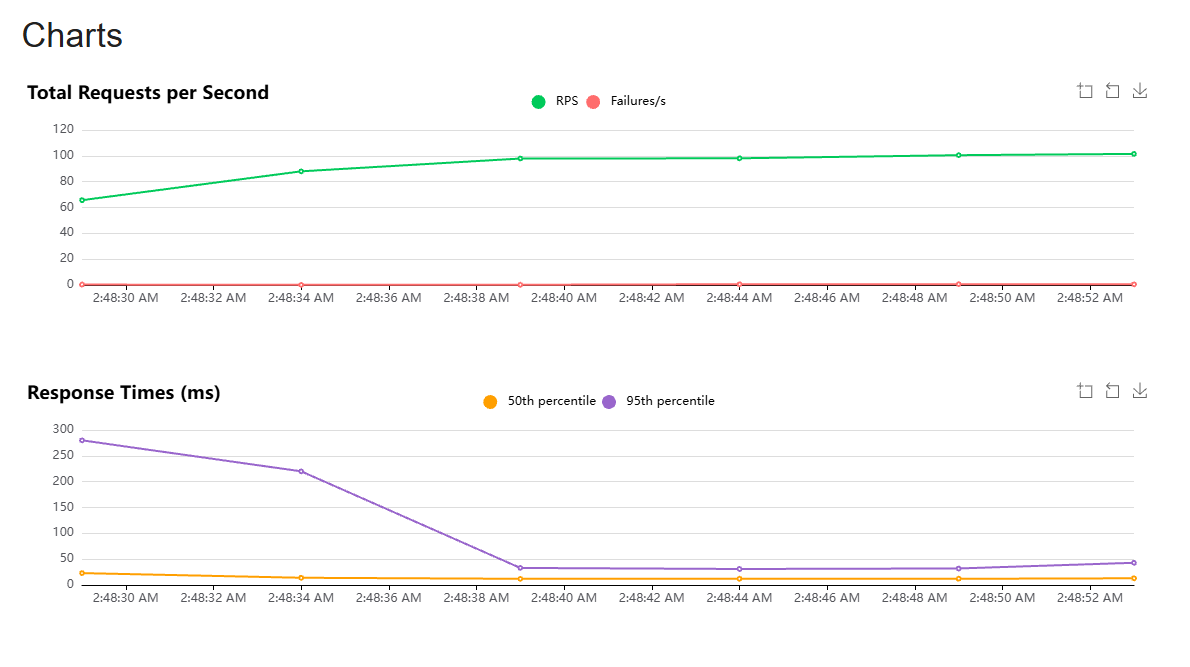 Charts
Total Requests per Second
RPS Failures/s
120
100
80
60
40
20
0
2:48:30 AM 2:48:32 AM 2:48:34 AM 2:48:36 AM 2:48:38 AM 2:48:40 AM 2:48:42 AM 2:48:44 AM 2:48:46 AM 2:48:48 AM 2:48:50 AM 2:48:52 AM
Response Times (ms)
50th percentile 95th percentile
300
250
200
150
100
50
0
2:48:30 AM 2:48:32 AM 2:48:34 AM 2:48:36 AM 2:48:38 AM 2:48:40 AM 2:48:42 AM 2:48:44 AM 2:48:46 AM 2:48:48 AM 2:48:50 AM 2:48:52 AM